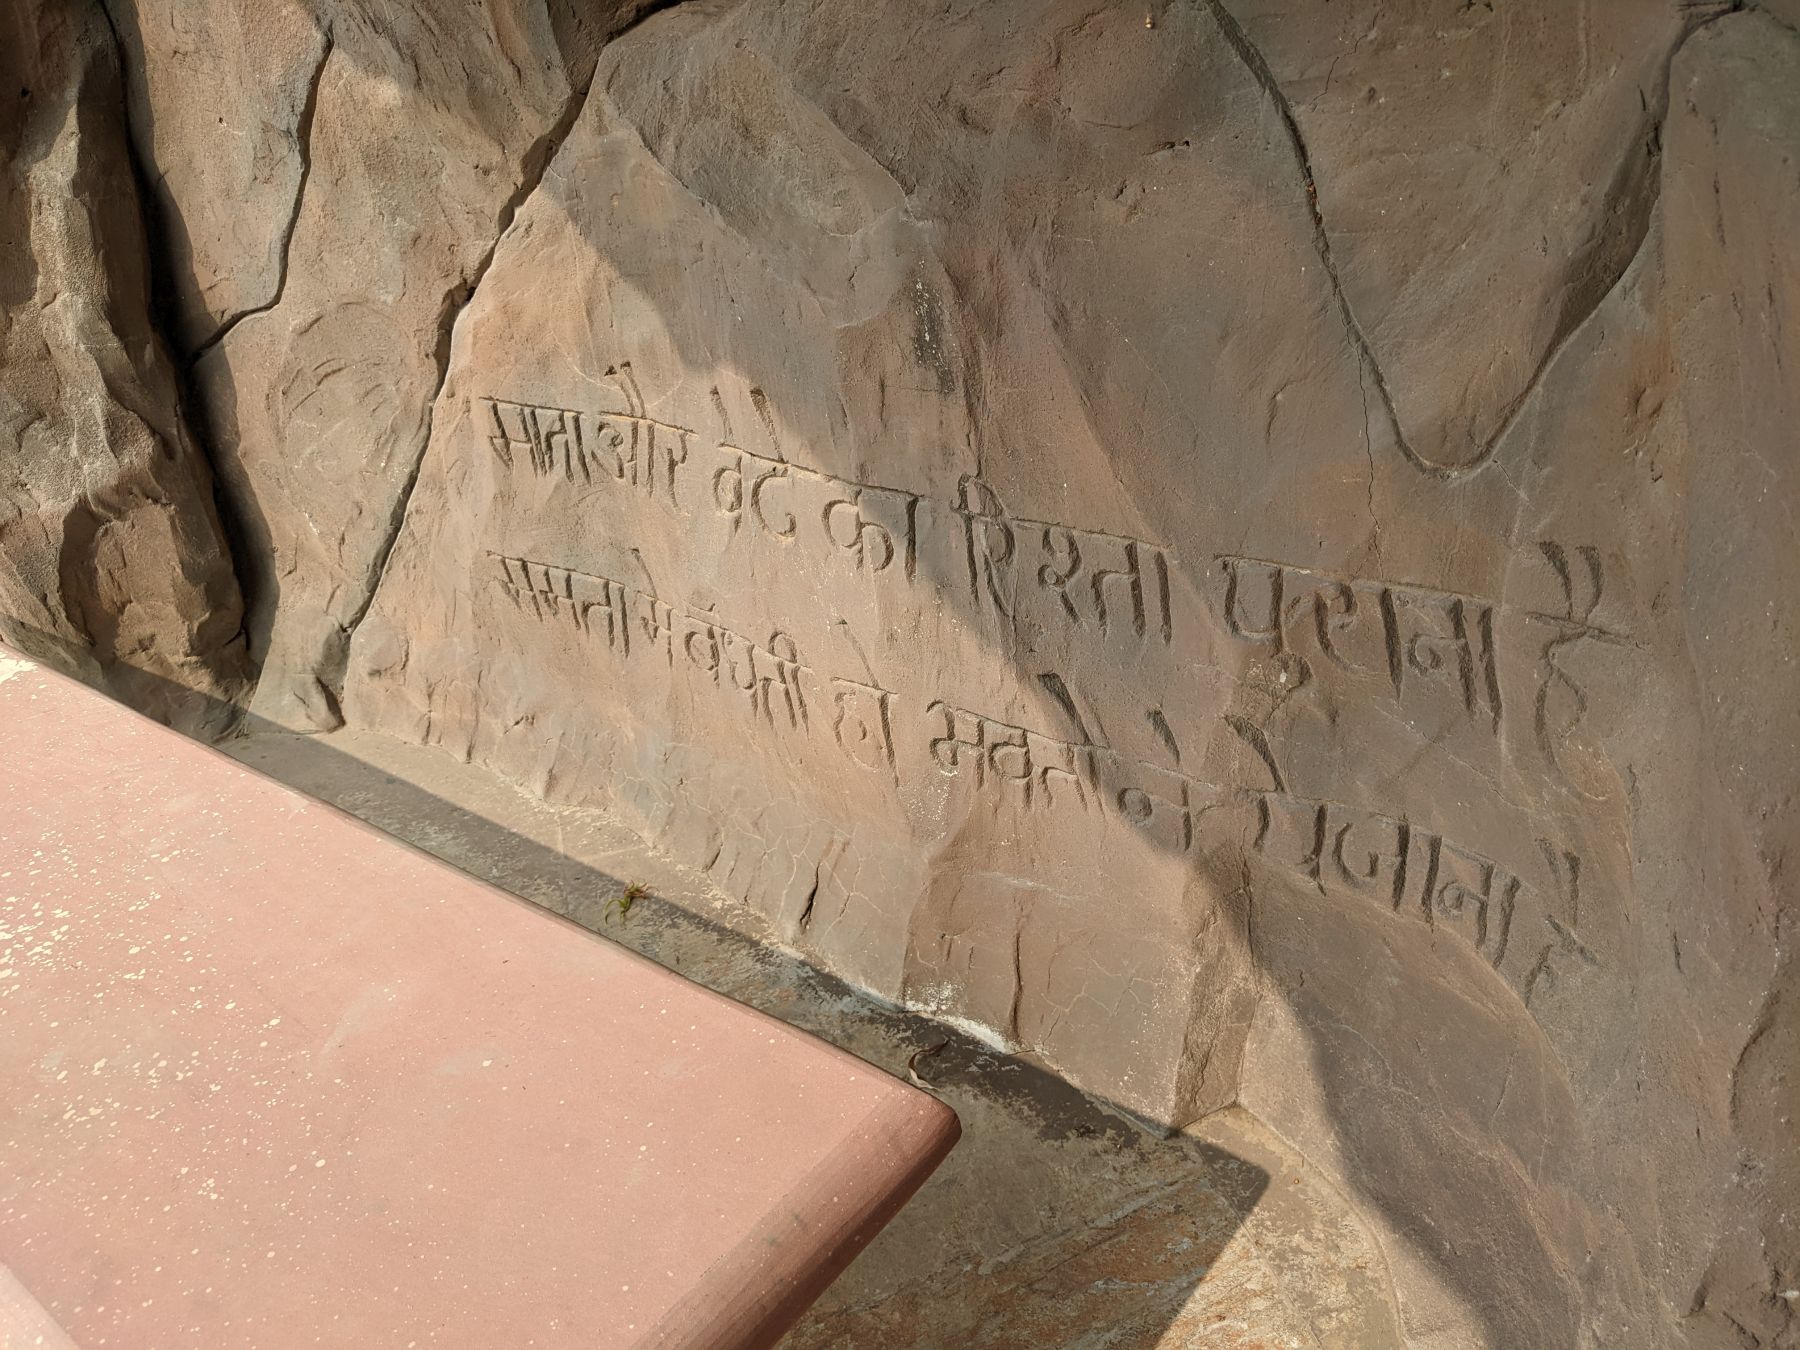 माता और बेटे का रिश्ता पुराना है
ममता मे बंधती हो भक्तो ने ये जाना है